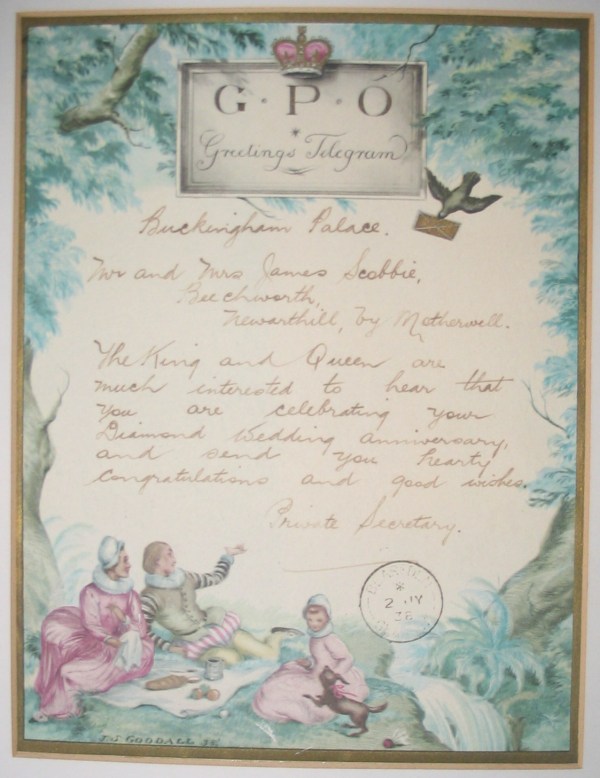 G·P·O
Greetings Telegram
Buckingham Palace.
Mr and Mrs James Scobbie,
Beechworth,
Newarthill, by Motherwell.
The King and Queen are
much interested to hear that
you are celebrating your
Diamond Wedding anniversary,
and send you hearty
congratulations and good wishes.
Private Secretary.
2 JY
J.S. GOODALL